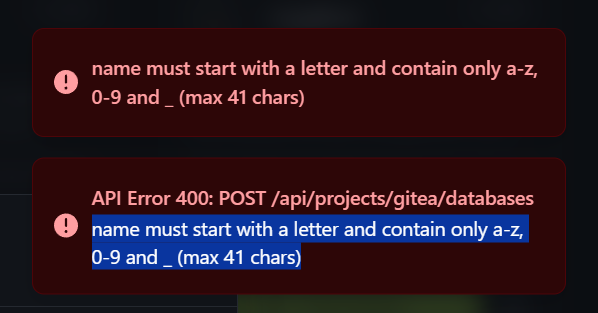 name must start with a letter and contain only a-z,
0-9 and _ (max 41 chars)
API Error 400: POST /api/projects/gitea/databases
name must start with a letter and contain only a-z,
0-9 and _ (max 41 chars)